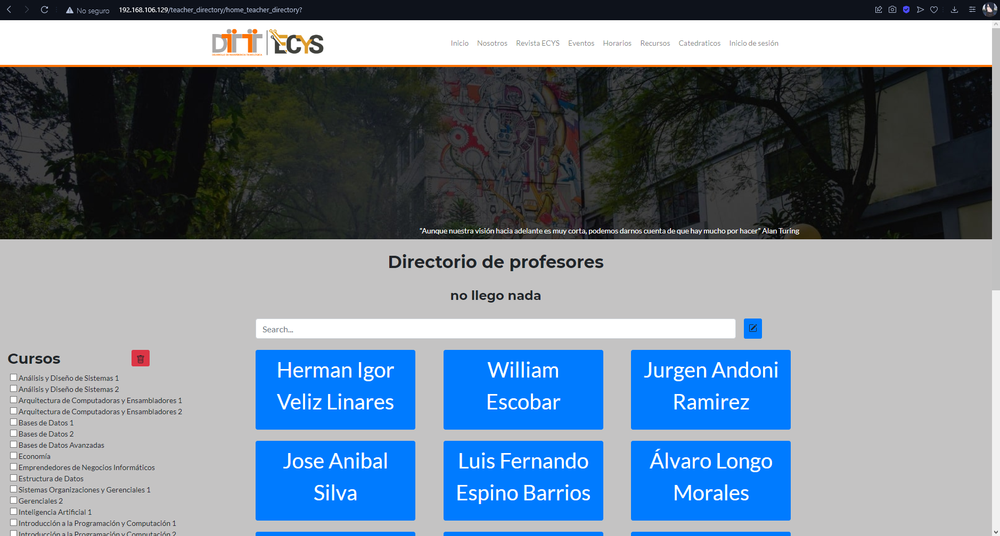 No seguro
192.168.106.129/teacher_directory/home_teacher_directory?
DTT
DESARROLLO DE TRANSFERENCIA TECNOLÓGICA
ECYS
Inicio Nosotros Revista ECYS Eventos Horarios Recursos Catedraticos Inicio de sesión
“Aunque nuestra visión hacia adelante es muy corta, podemos darnos cuenta de que hay mucho por hacer” Alan Turing
Directorio de profesores
no llego nada
Search...
Cursos
Análisis y Diseño de Sistemas 1
Análisis y Diseño de Sistemas 2
Arquitectura de Computadoras y Ensambladores 1
Arquitectura de Computadoras y Ensambladores 2
Bases de Datos 1
Bases de Datos 2
Bases de Datos Avanzadas
Economía
Emprendedores de Negocios Informáticos
Estructura de Datos
Sistemas Organizaciones y Gerenciales 1
Gerenciales 2
Inteligencia Artificial 1
Introducción a la Programación y Computación 1
Introducción a la Programación y Computación 2
Herman Igor
Veliz Linares
William
Escobar
Jurgen Andoni
Ramirez
Jose Anibal
Silva
Luis Fernando
Espino Barrios
Álvaro Longo
Morales